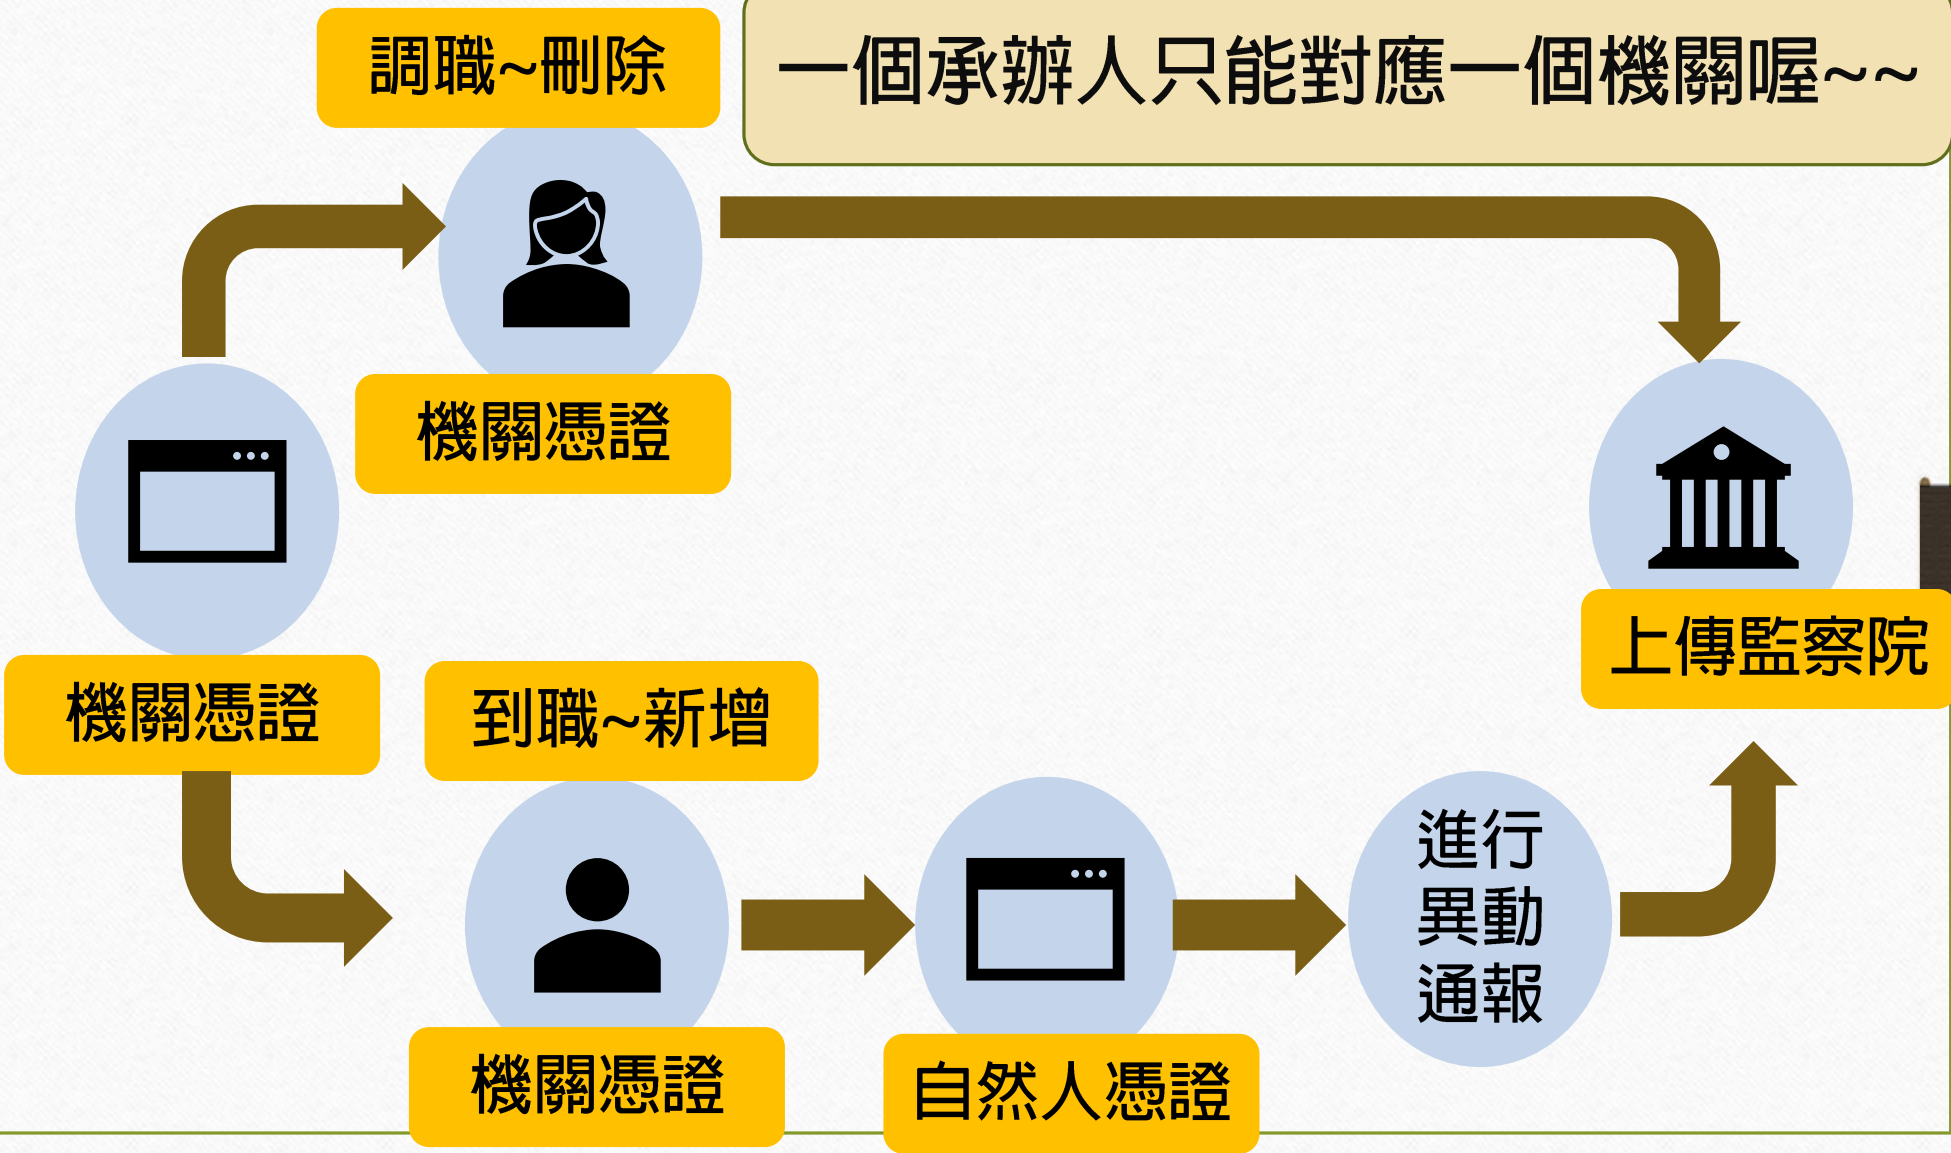 調職~刪除
一個承辦人只能對應一個機關喔~~
機關憑證
機關憑證
上傳監察院
到職~新增
機關憑證
自然人憑證
進行
異動
通報